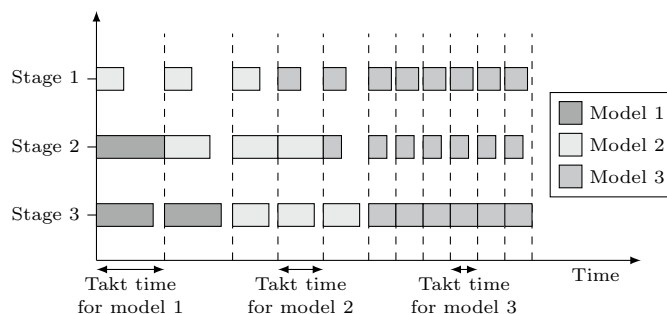 Stage 1
Stage 2
Stage 3
Model 1
Model 2
Model 3
Time
Takt time
for model 1
Takt time
for model 2
Takt time
for model 3